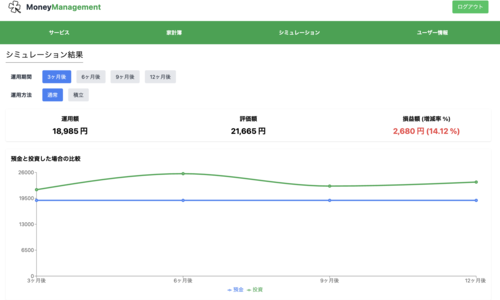 MoneyManagement
ログアウト
サービス 家計簿 シミュレーション ユーザー情報
シミュレーション結果
運用期間 3ヶ月後 6ヶ月後 9ヶ月後 12ヶ月後
運用方法 通常 積立
運用額 評価額 損益額 (増減率 %)
18,985 円 21,665 円 2,680 円 (14.12 %)
預金と投資した場合の比較
26000
19500
13000
6500
0
3ヶ月後 6ヶ月後 9ヶ月後 12ヶ月後
預金 投資